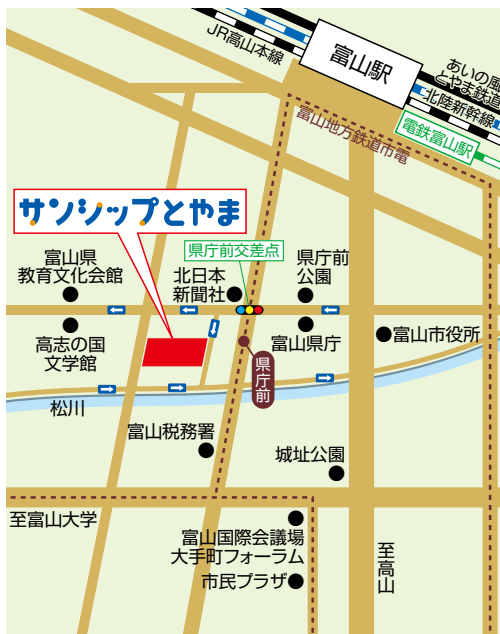 JR高山本線
富山駅
あいの風
とやま鉄道
北陸新幹線
電鉄富山駅
富山地方鉄道市電
サンシップとやま
県庁前交差点
富山県
教育文化会館
北日本
新聞社
県庁前
公園
高志の国
文学館
富山県庁
富山市役所
県庁前
松川
富山税務署
城址公園
至富山大学
富山国際会議場
大手町フォーラム
市民プラザ
至高山